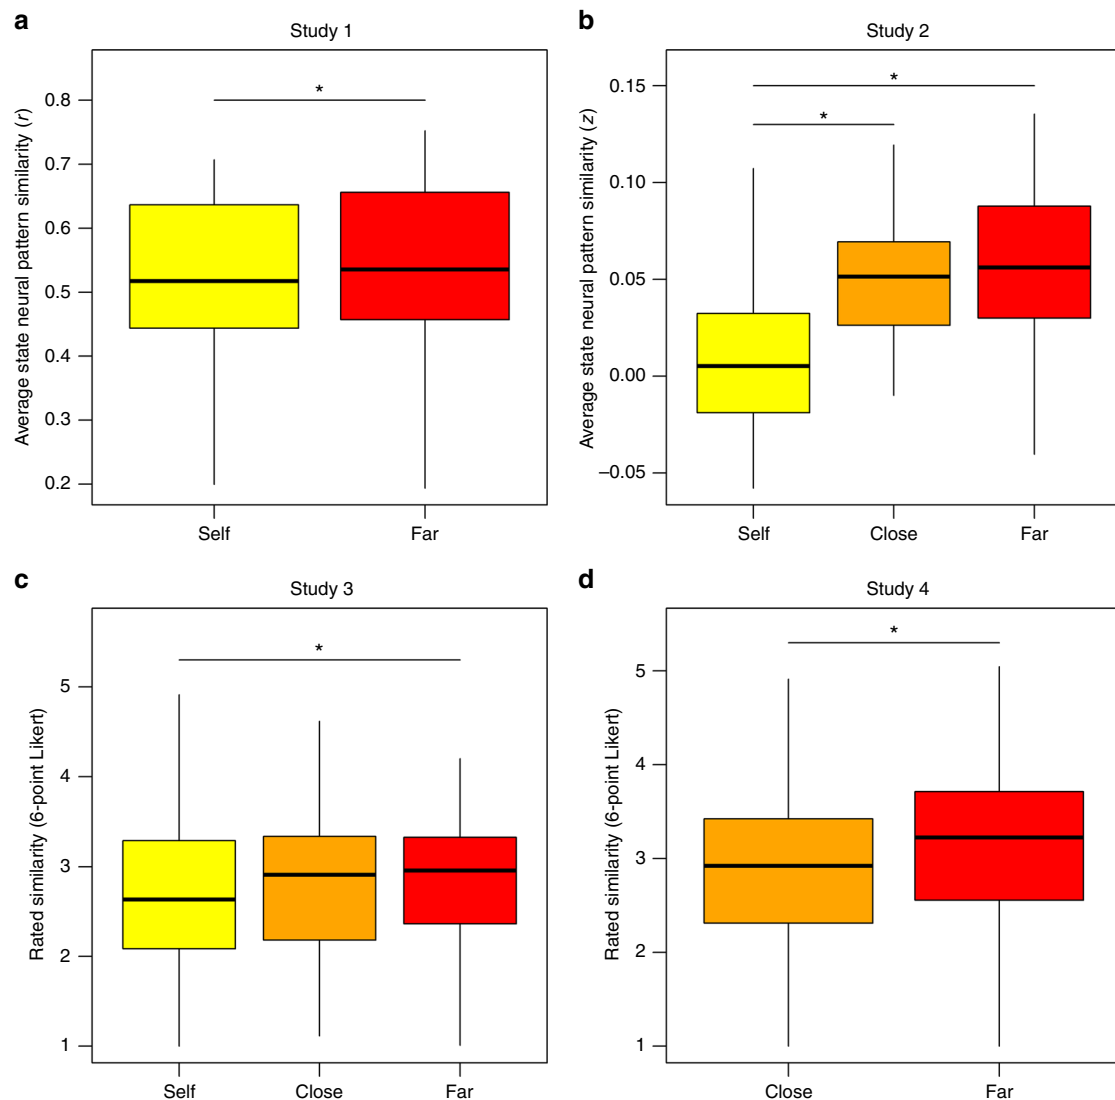 a
Study 1
Average state neural pattern similarity (r)
0.8
0.7
0.6
0.5
0.4
0.3
0.2
*
Self
Far
b
Study 2
Average state neural pattern similarity (z)
0.15
0.10
0.05
0.00
−0.05
*
*
Self
Close
Far
c
Study 3
Rated similarity (6-point Likert)
5
4
3
2
1
*
Self
Close
Far
d
Study 4
Rated similarity (6-point Likert)
5
4
3
2
1
*
Close
Far